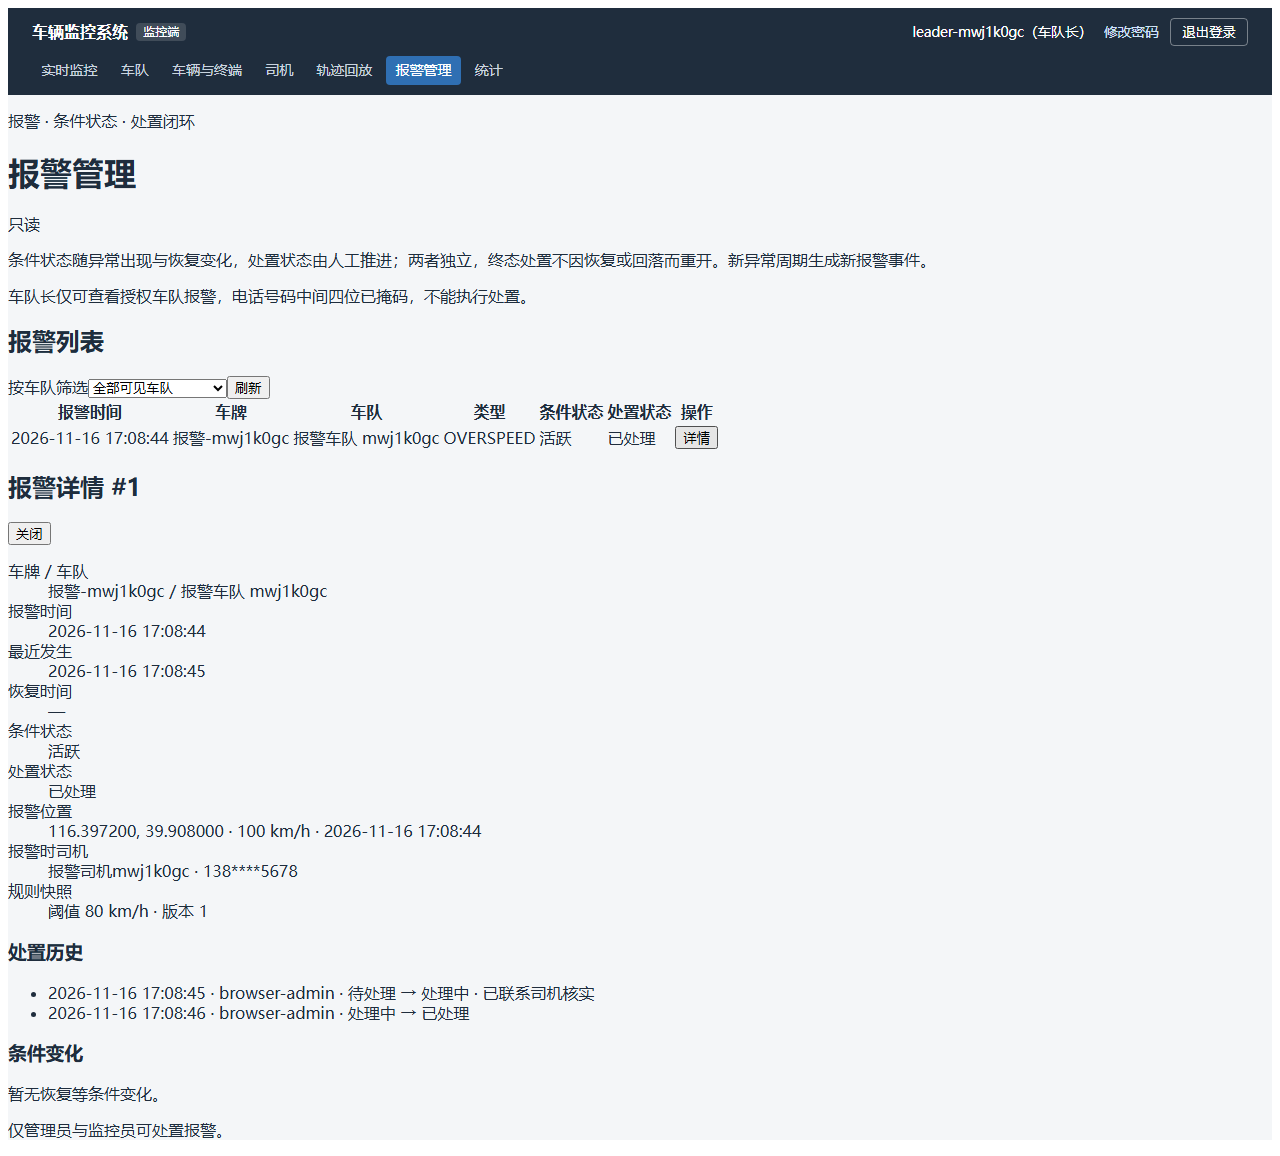 车辆监控系统 监控端 leader-mwj1k0gc（车队长） 修改密码 退出登录
实时监控 车队 车辆与终端 司机 轨迹回放 报警管理 统计
报警 · 条件状态 · 处置闭环
报警管理
只读
条件状态随异常出现与恢复变化，处置状态由人工推进；两者独立，终态处置不因恢复或回落而重开。新异常周期生成新报警事件。
车队长仅可查看授权车队报警，电话号码中间四位已掩码，不能执行处置。
报警列表
按车队筛选 全部可见车队 刷新
报警时间 车牌 车队 类型 条件状态 处置状态 操作
2026-11-16 17:08:44 报警-mwj1k0gc 报警车队 mwj1k0gc OVERSPEED 活跃 已处理 详情
报警详情 #1
关闭
车牌 / 车队
报警-mwj1k0gc / 报警车队 mwj1k0gc
报警时间
2026-11-16 17:08:44
最近发生
2026-11-16 17:08:45
恢复时间
—
条件状态
活跃
处置状态
已处理
报警位置
116.397200, 39.908000 · 100 km/h · 2026-11-16 17:08:44
报警时司机
报警司机mwj1k0gc · 138****5678
规则快照
阈值 80 km/h · 版本 1
处置历史
• 2026-11-16 17:08:45 · browser-admin · 待处理 → 处理中 · 已联系司机核实
• 2026-11-16 17:08:46 · browser-admin · 处理中 → 已处理
条件变化
暂无恢复等条件变化。
仅管理员与监控员可处置报警。